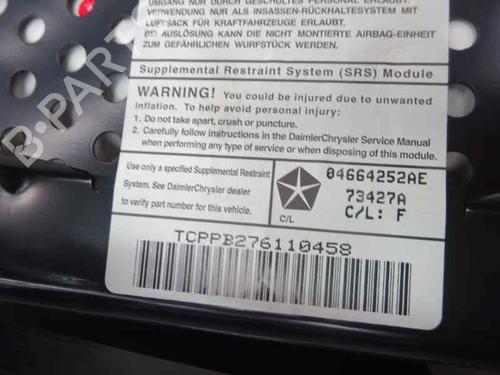 UMGANG NUR DURCH GESCHULTES PERSONAL ERLAUBT.
VERWENDUNG NUR ALS INSASSEN-RÜCKHALTESYSTEM MIT
LUFTSACK FÜR KRAFTFAHRZEUGE ERLAUBT.
BEI AUSLÖSUNG KANN DIE NICHT MONTIERTE AIRBAG-EINHEIT
ZUM GEFÄHRLICHEN WURFSTÜCK WERDEN.
Supplemental Restraint System (SRS) Module
WARNING! You could be injured due to unwanted
inflation. To help avoid personal injury:
1. Do not take apart, crush or puncture.
2. Carefully follow instructions in the DaimlerChrysler Service Manual
when performing any type of service or when disposing of this module.
Use only a specified Supplemental Restraint
System. See DaimlerChrysler dealer
to verify part number for this vehicle.
C/L
04664252AE
73427A
C/L: F
TCPPB276110458
B-PARTS